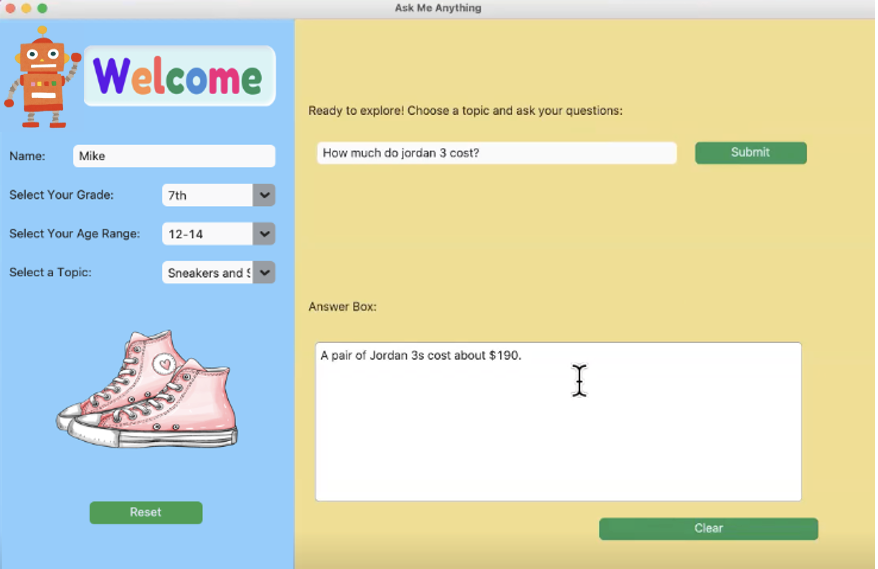 Ask Me Anything
Welcome
Name: Mike
Select Your Grade: 7th
Select Your Age Range: 12-14
Select a Topic: Sneakers and
Reset
Ready to explore! Choose a topic and ask your questions:
How much do jordan 3 cost? Submit
Answer Box:
A pair of Jordan 3s cost about $190.
Clear